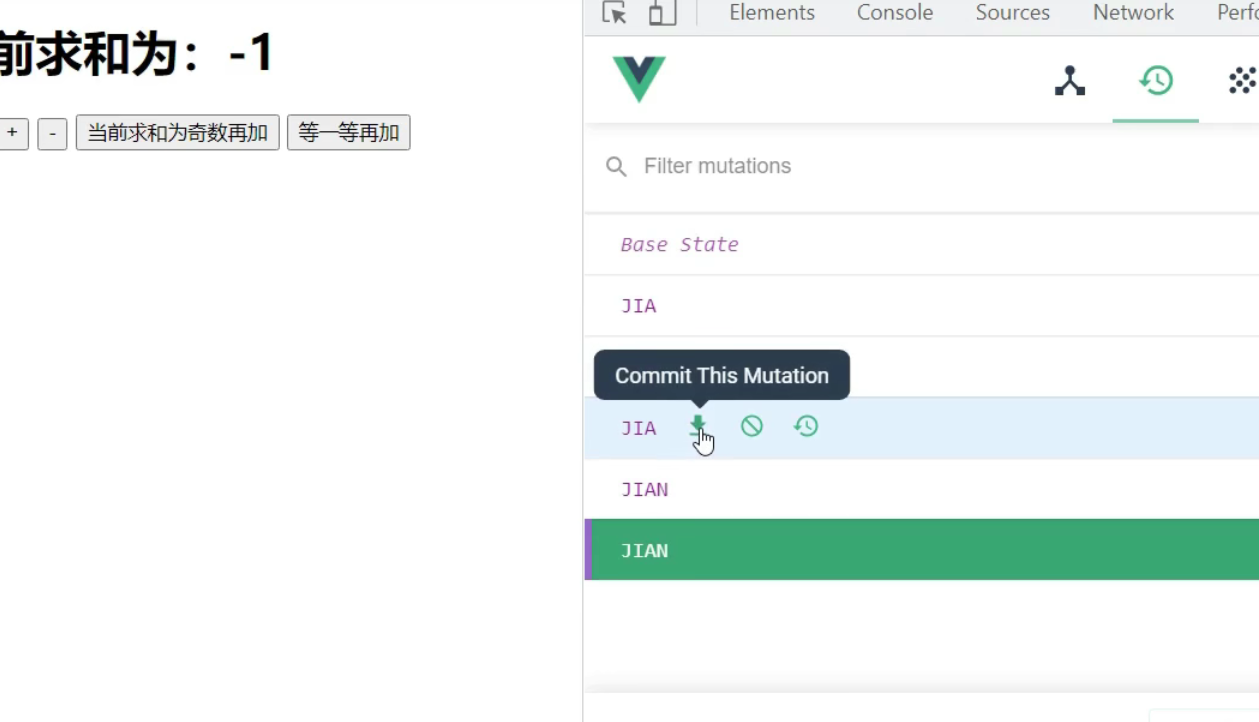 前求和为：-1
+ - 当前求和为奇数再加 等一等再加
Elements Console Sources Network Perfo
Filter mutations
Base State
JIA
Commit This Mutation
JIA
JIAN
JIAN